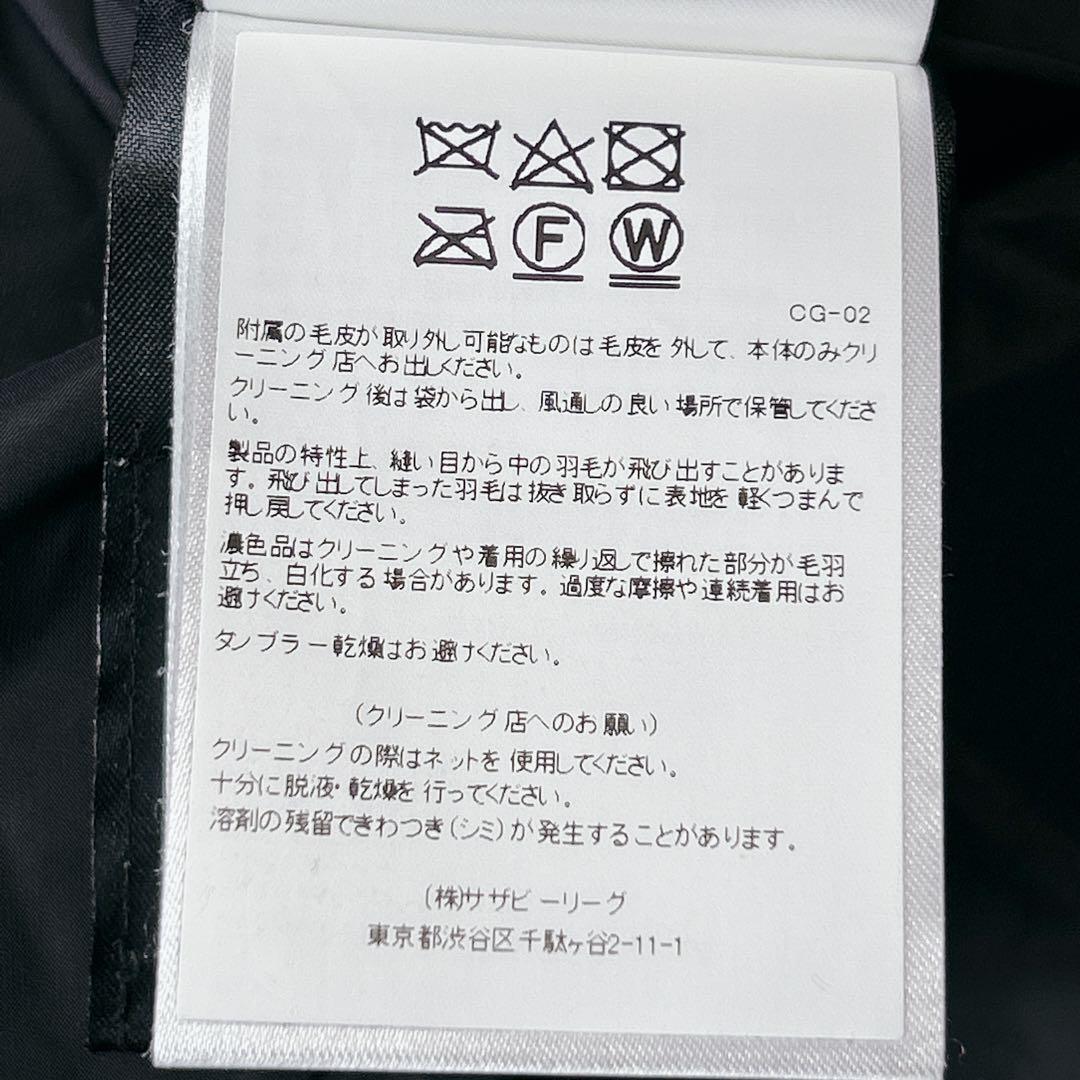 F W
CG-02
附属の毛皮が取り外し可能なものは毛皮を外して、本体のみクリ
ーニング店へお出しください。
クリーニング後は袋から出し、風通しの良い場所で保管してくださ
い。
製品の特性上、縫い目から中の羽毛が飛び出すことがありま
す。飛び出してしまった羽毛は抜き取らずに表地を軽くつまんで
押し戻してください。
濃色品はクリーニングや着用の繰り返しで擦れた部分が毛羽
立ち、白化する場合があります。過度な摩擦や連続着用はお
避けください。
タンブラー乾燥はお避けください。
(クリーニング店へのお願い)
クリーニングの際はネットを使用してください。
十分に脱液・乾燥を行ってください。
溶剤の残留できわつき(シミ)が発生することがあります。
(株)サザビーリーグ
東京都渋谷区千駄ヶ谷2-11-1